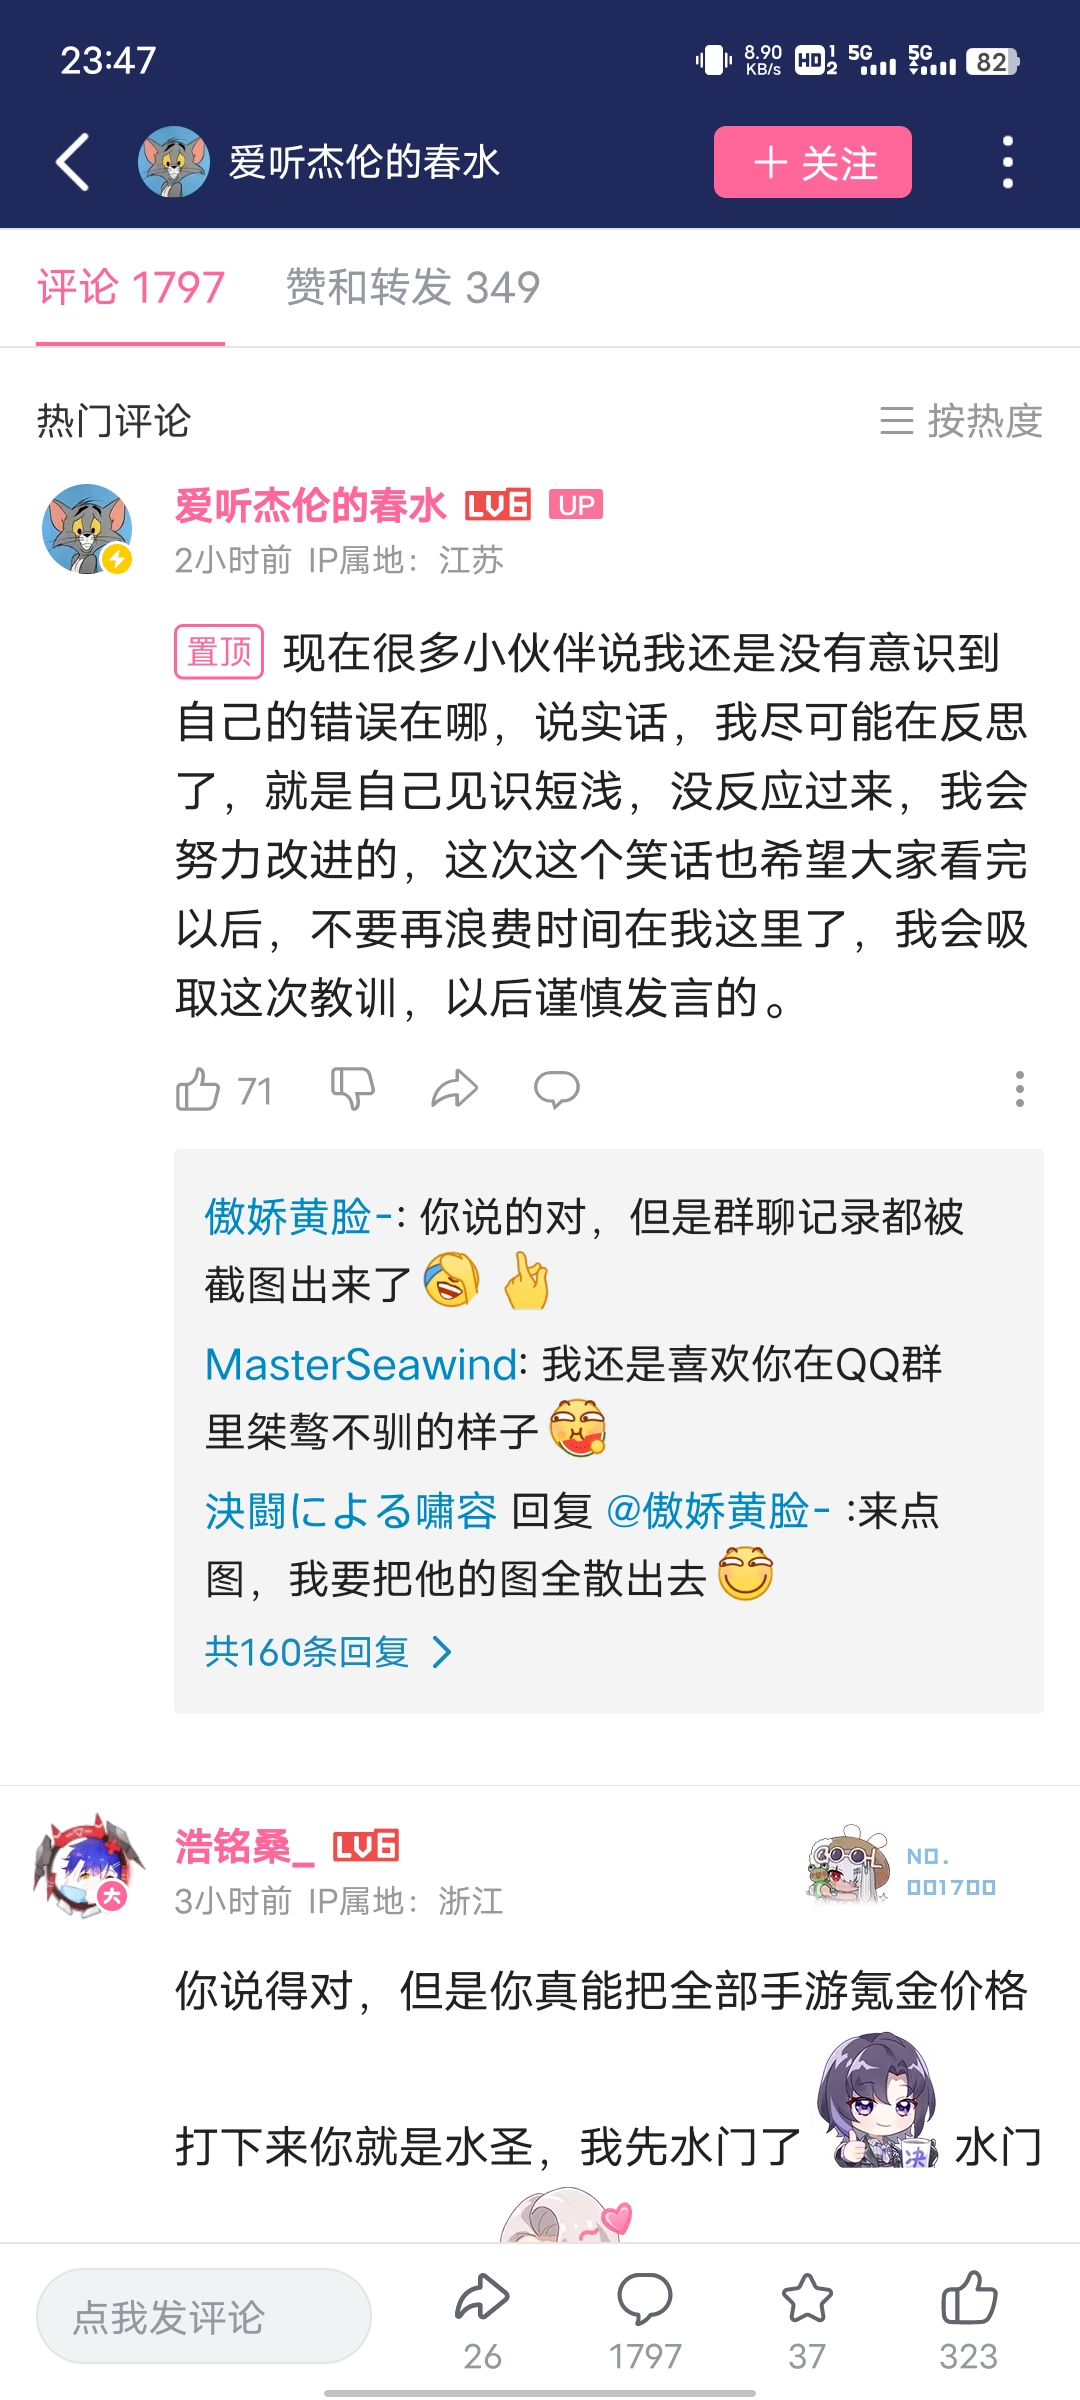 23:47
8.90 KB/s HD 1 2 5G 5G 82
爱听杰伦的春水
+ 关注
评论 1797 赞和转发 349
热门评论
按热度
爱听杰伦的春水 LV6 UP
2小时前 IP属地：江苏
置顶 现在很多小伙伴说我还是没有意识到
自己的错误在哪，说实话，我尽可能在反思
了，就是自己见识短浅，没反应过来，我会
努力改进的，这次这个笑话也希望大家看完
以后，不要再浪费时间在我这里了，我会吸
取这次教训，以后谨慎发言的。
71
傲娇黄脸-: 你说的对，但是群聊记录都被
截图出来了
MasterSeawind: 我还是喜欢你在QQ群
里桀骜不驯的样子
決闘による嘯容 回复 @傲娇黄脸- :来点
图，我要把他的图全散出去
共160条回复
浩铭桑_ LV6
3小时前 IP属地：浙江
大
NO.
001700
你说得对，但是你真能把全部手游氪金价格
打下来你就是水圣，我先水门了 决 水门
点我发评论
26 1797 37 323